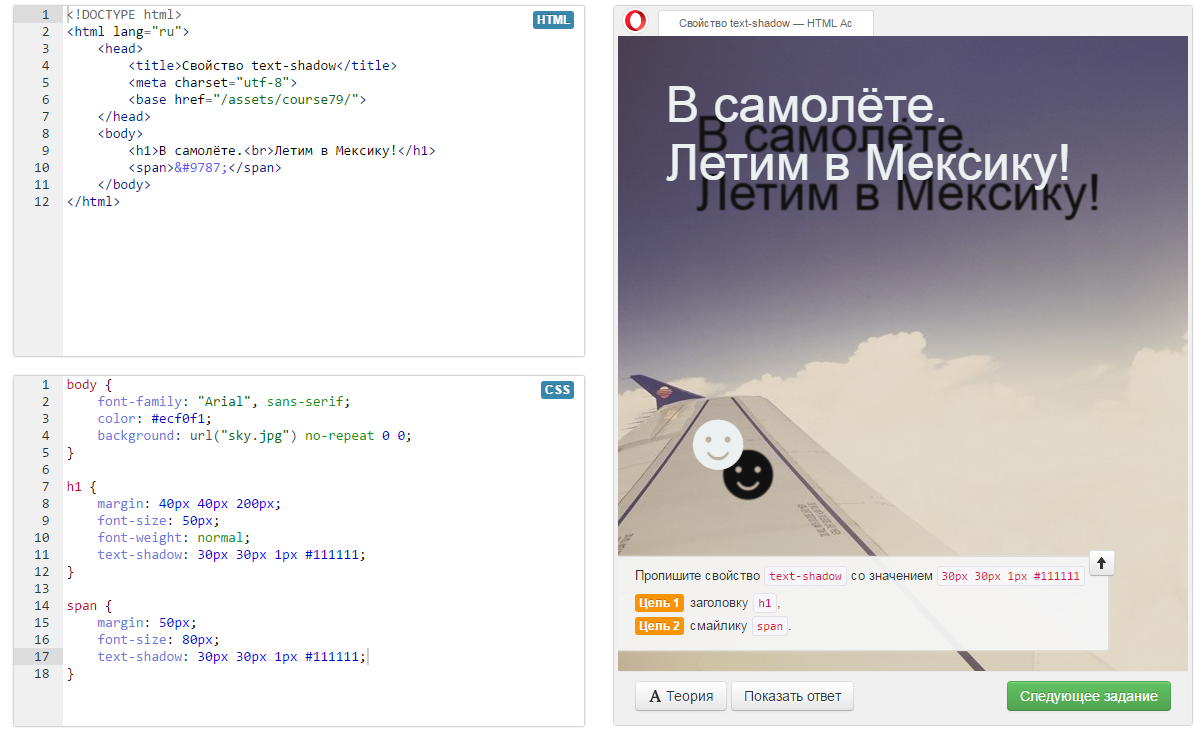 1 <!DOCTYPE html>
HTML
2 <html lang="ru">
3 <head>
4 <title>Свойство text-shadow</title>
5 <meta charset="utf-8">
6 <base href="/assets/course79/">
7 </head>
8 <body>
9 <h1>В самолёте.<br>Летим в Мексику!</h1>
10 <span>&#9787;</span>
11 </body>
12 </html>
1 body {
CSS
2 font-family: "Arial", sans-serif;
3 color: #ecf0f1;
4 background: url("sky.jpg") no-repeat 0 0;
5 }
6
7 h1 {
8 margin: 40px 40px 200px;
9 font-size: 50px;
10 font-weight: normal;
11 text-shadow: 30px 30px 1px #111111;
12 }
13
14 span {
15 margin: 50px;
16 font-size: 80px;
17 text-shadow: 30px 30px 1px #111111;
18 }
Свойство text-shadow — HTML Ac
В самолёте.
Летим в Мексику!
Пропишите свойство text-shadow со значением 30px 30px 1px #111111
Цель 1 заголовку h1,
Цель 2 смайлику span.
A Теория
Показать ответ
Следующее задание